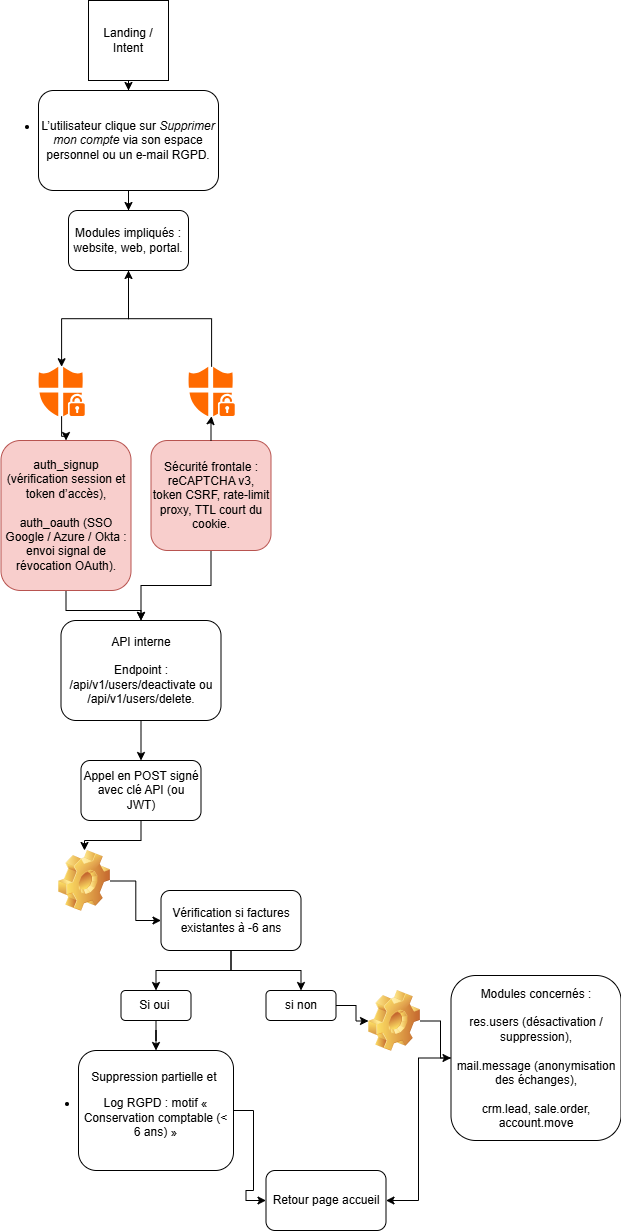 Landing /
Intent
L'utilisateur clique sur Supprimer
mon compte via son espace
personnel ou un e-mail RGPD.
Modules impliqués :
website, web, portal.
auth_signup
(vérification session et
token d'accès),
auth_oauth (SSO
Google / Azure / Okta :
envoi signal de
révocation OAuth).
Sécurité frontale :
reCAPTCHA v3,
token CSRF, rate-limit
proxy, TTL court du
cookie.
API interne
Endpoint :
/api/v1/users/deactivate ou
/api/v1/users/delete.
Appel en POST signé
avec clé API (ou
JWT)
Vérification si factures
existantes à -6 ans
Si oui
si non
Modules concernés :
res.users (désactivation /
suppression),
mail.message (anonymisation
des échanges),
crm.lead, sale.order,
account.move
Suppression partielle et
Log RGPD : motif «
Conservation comptable (<
6 ans) »
Retour page accueil